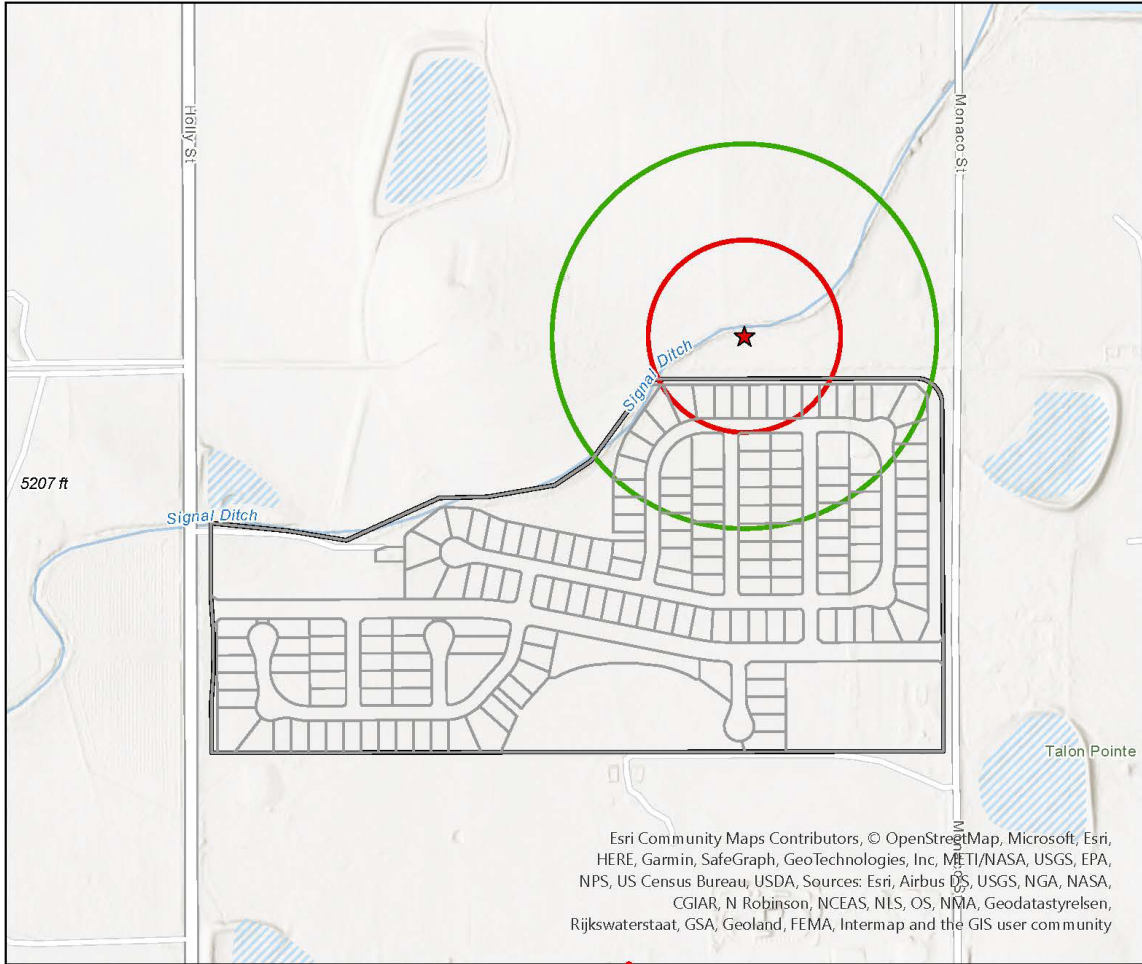 Holly St
Monaco St
Signal Ditch
5207 ft
Signal Ditch
Talon Pointe
Monaco St
Esri Community Maps Contributors, © OpenStreetMap, Microsoft, Esri,
HERE, Garmin, SafeGraph, GeoTechnologies, Inc, METI/NASA, USGS, EPA,
NPS, US Census Bureau, USDA, Sources: Esri, Airbus DS, USGS, NGA, NASA,
CGIAR, N Robinson, NCEAS, NLS, OS, NMA, Geodatastyrelsen,
Rijkswaterstaat, GSA, Geoland, FEMA, Intermap and the GIS user community